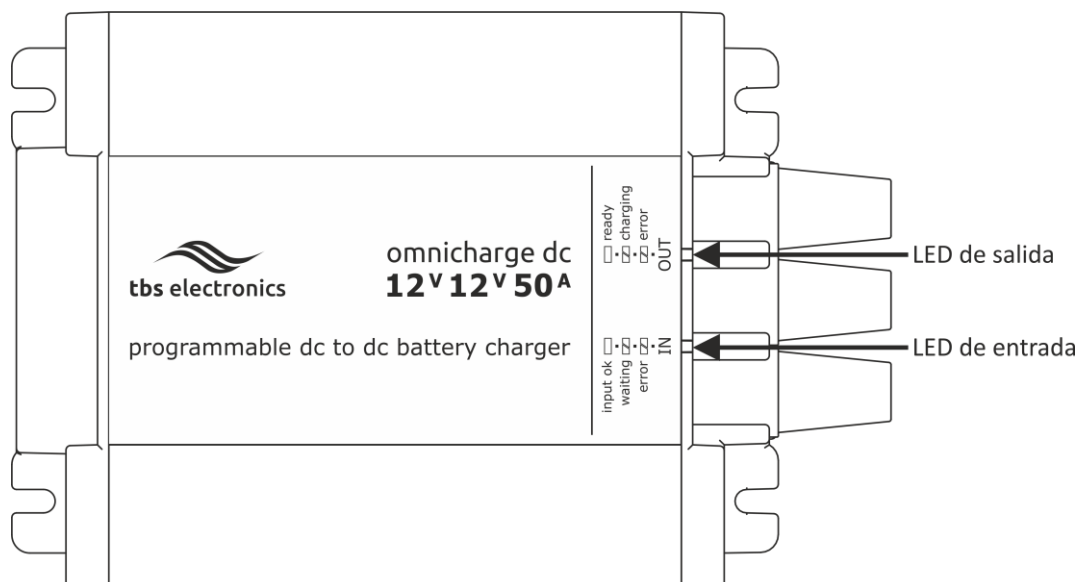 tbs electronics
omnicharge dc
12V 12V 50A
programmable dc to dc battery charger
ready
charging
error
OUT
input ok
waiting
error
IN
LED de salida
LED de entrada